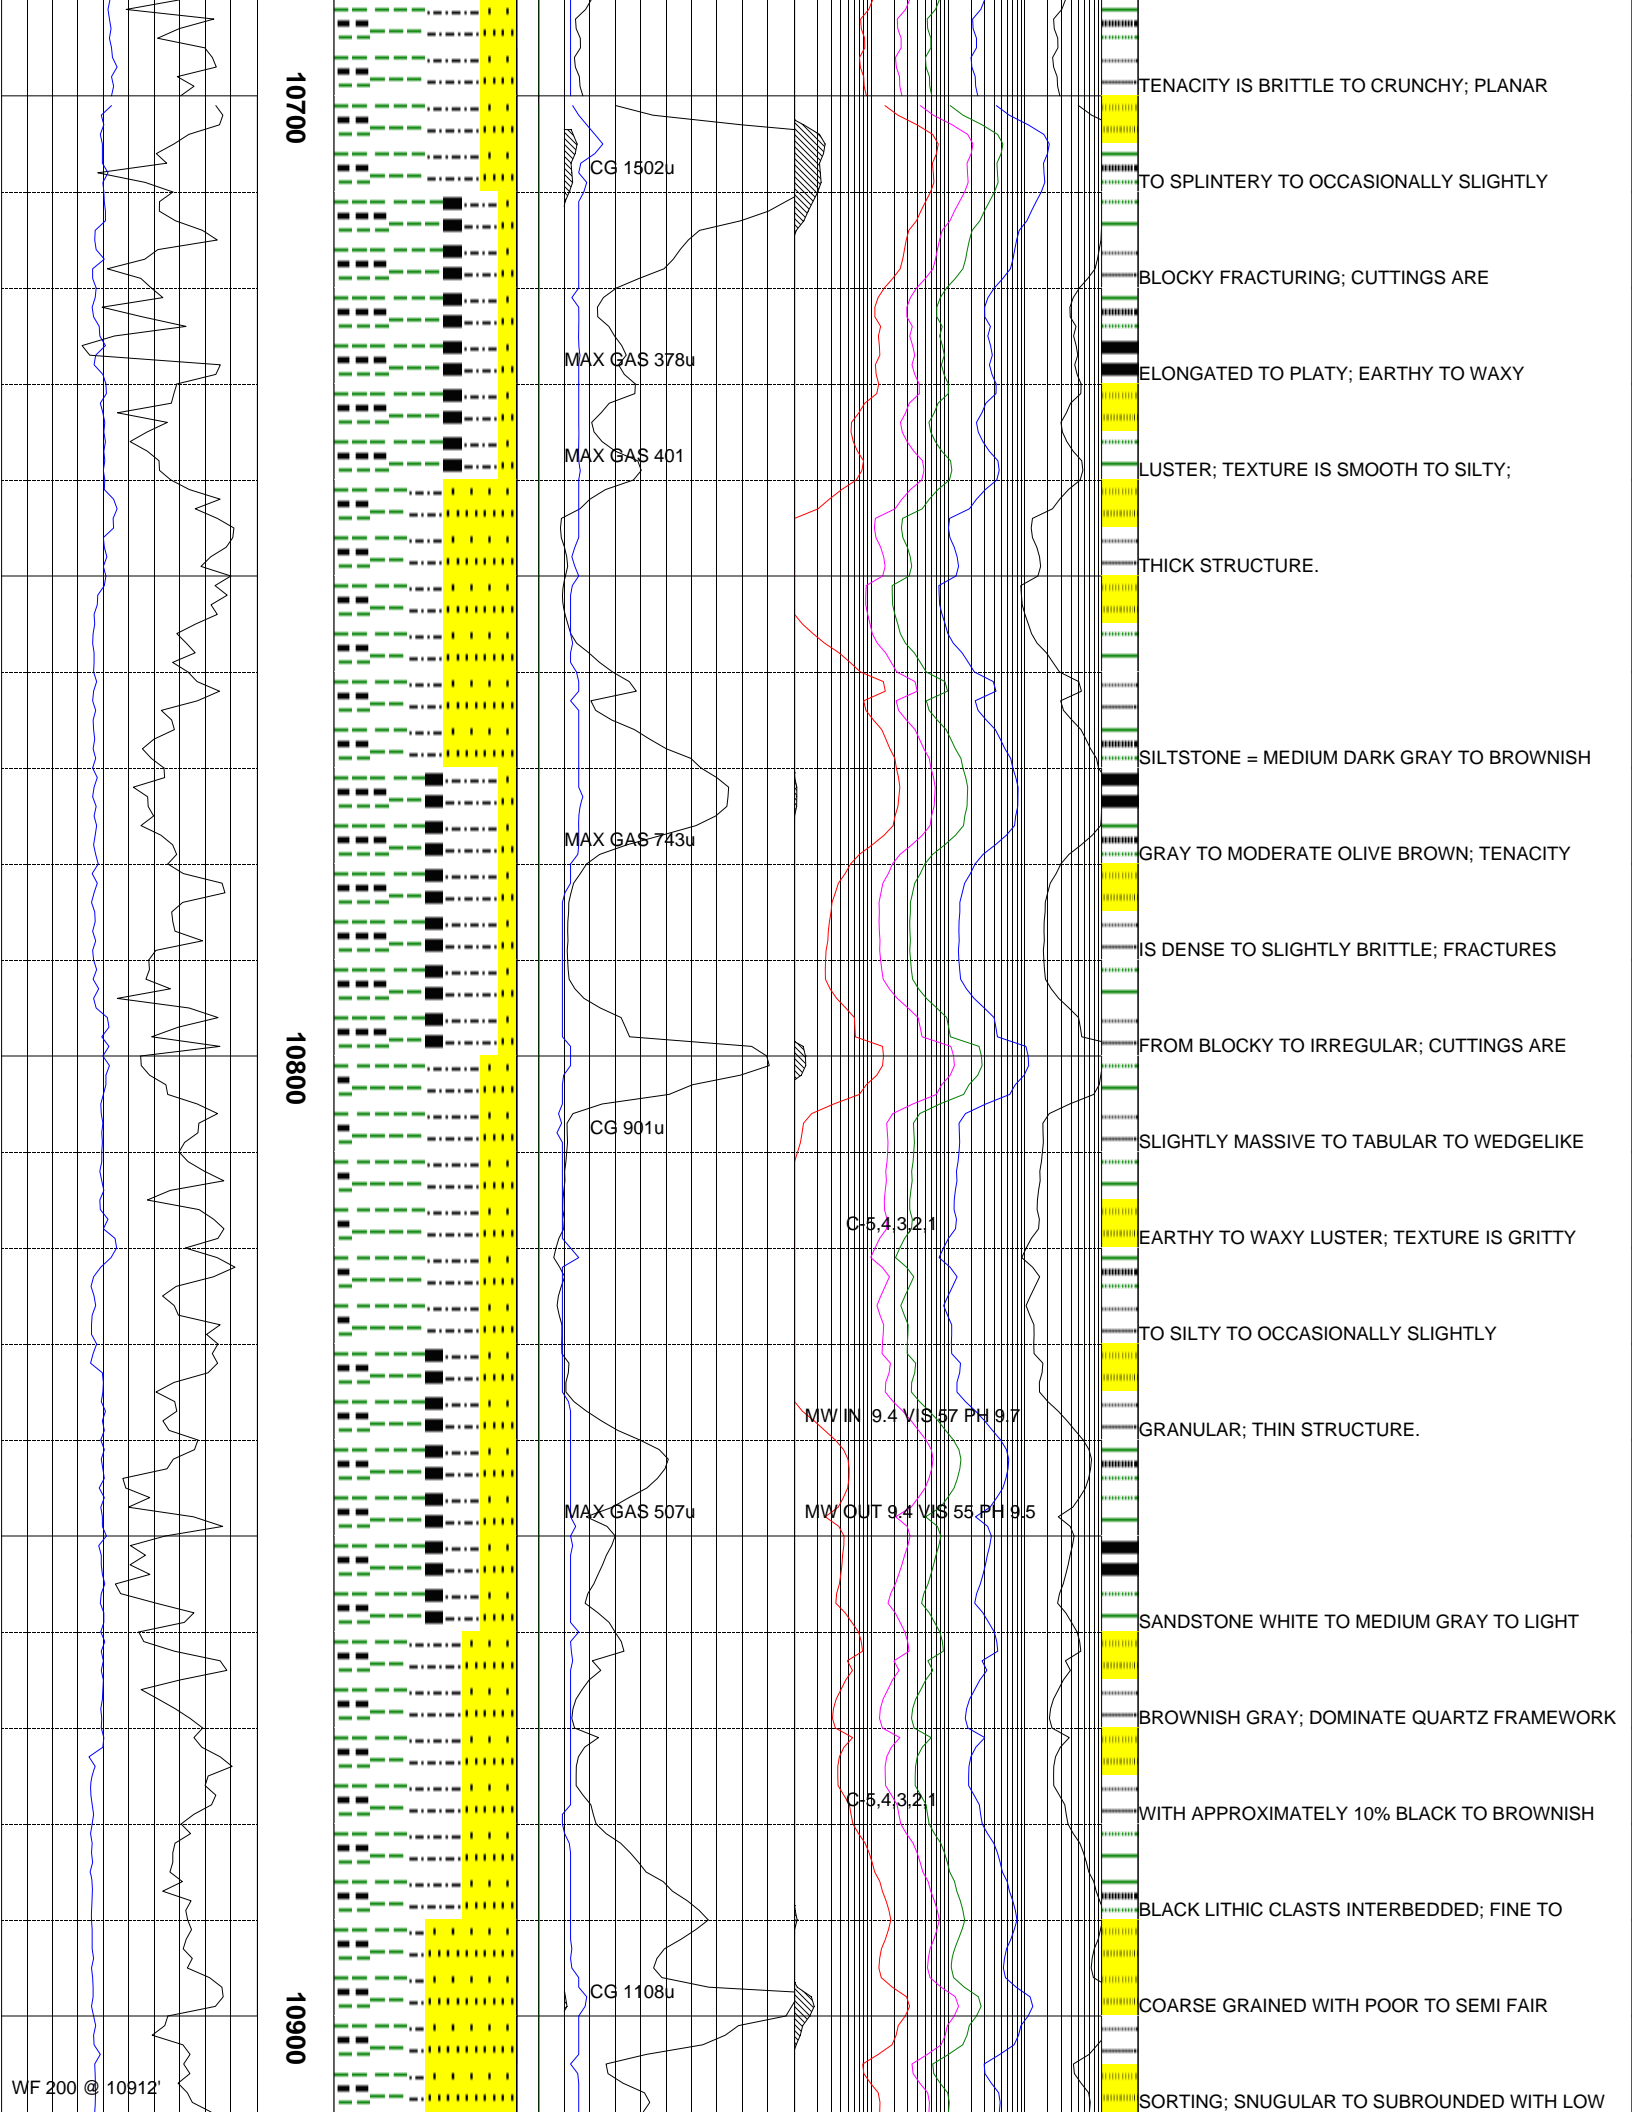 TENACITY IS BRITTLE TO CRUNCHY; PLANAR
10700
CG 1502u
TO SPLINTERY TO OCCASIONALLY SLIGHTLY
BLOCKY FRACTURING; CUTTINGS ARE
MAX GAS 378u
ELONGATED TO PLATY; EARTHY TO WAXY
MAX GAS 401
LUSTER; TEXTURE IS SMOOTH TO SILTY;
THICK STRUCTURE.
SILTSTONE = MEDIUM DARK GRAY TO BROWNISH
MAX GAS 743u
GRAY TO MODERATE OLIVE BROWN; TENACITY
IS DENSE TO SLIGHTLY BRITTLE; FRACTURES
FROM BLOCKY TO IRREGULAR; CUTTINGS ARE
10800
CG 901u
SLIGHTLY MASSIVE TO TABULAR TO WEDGELIKE
C-5,4,3,2,1
EARTHY TO WAXY LUSTER; TEXTURE IS GRITTY
TO SILTY TO OCCASIONALLY SLIGHTLY
MW IN  9.4 VIS 57 PH 9.7
GRANULAR; THIN STRUCTURE.
MAX GAS 507u
MW OUT 9.4 VIS 55 PH 9.5
SANDSTONE WHITE TO MEDIUM GRAY TO LIGHT
BROWNISH GRAY; DOMINATE QUARTZ FRAMEWORK
C-5,4,3,2,1
WITH APPROXIMATELY 10% BLACK TO BROWNISH
BLACK LITHIC CLASTS INTERBEDDED; FINE TO
CG 1108u
COARSE GRAINED WITH POOR TO SEMI FAIR
10900
WF 200 @ 10912'
SORTING; SNUGULAR TO SUBROUNDED WITH LOW